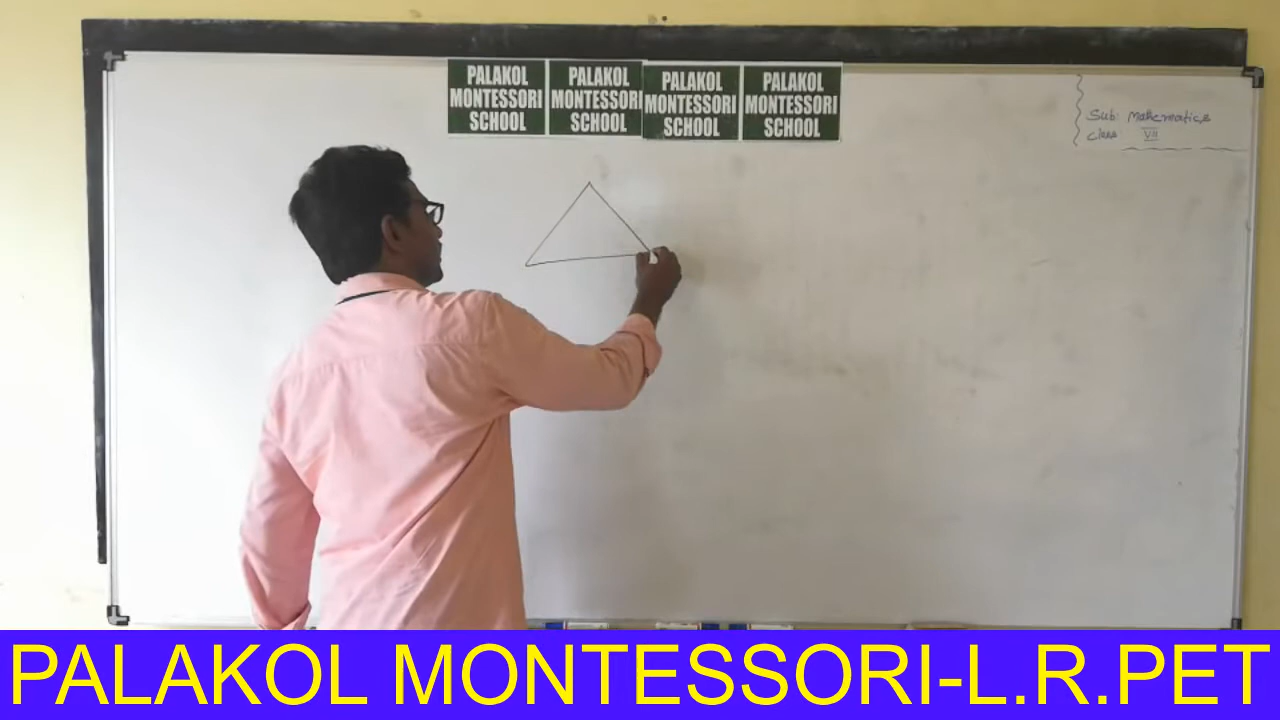 PALAKOL
MONTESSORI
SCHOOL
PALAKOL
MONTESSORI
SCHOOL
PALAKOL
MONTESSORI
SCHOOL
PALAKOL
MONTESSORI
SCHOOL
Sub: Mathematics
Class: VII
PALAKOL MONTESSORI-L.R.PET